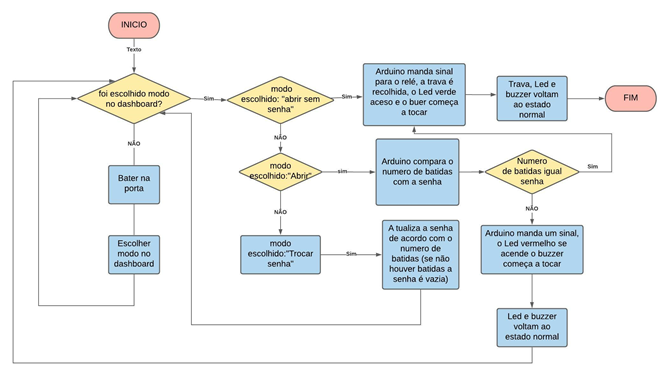 INICIO
Texto
foi escolhido modo
no dashboard?
Sim
modo
escolhido: "abrir sem
senha"
Sim
Arduino manda sinal
para o relé, a trava é
recolhida, o Led verde
aceso e o buer começa
a tocar
Trava, Led e
buzzer voltam
ao estado
normal
FIM
NÃO
Bater na
porta
Escolher
modo no
dashboard
NÃO
modo
escolhido:"Abrir"
sim
Arduino compara o
numero de batidas
com a senha
Numero
de batidas igual
senha
Sim
NÃO
modo
escolhido:"Trocar
senha"
Sim
A tualiza a senha
de acordo com o
numero de
batidas (se não
houver batidas a
senha é vazia)
NÃO
Arduino manda um sinal,
o Led vermelho se
acende o buzzer
começa a tocar
Led e buzzer
voltam ao
estado normal